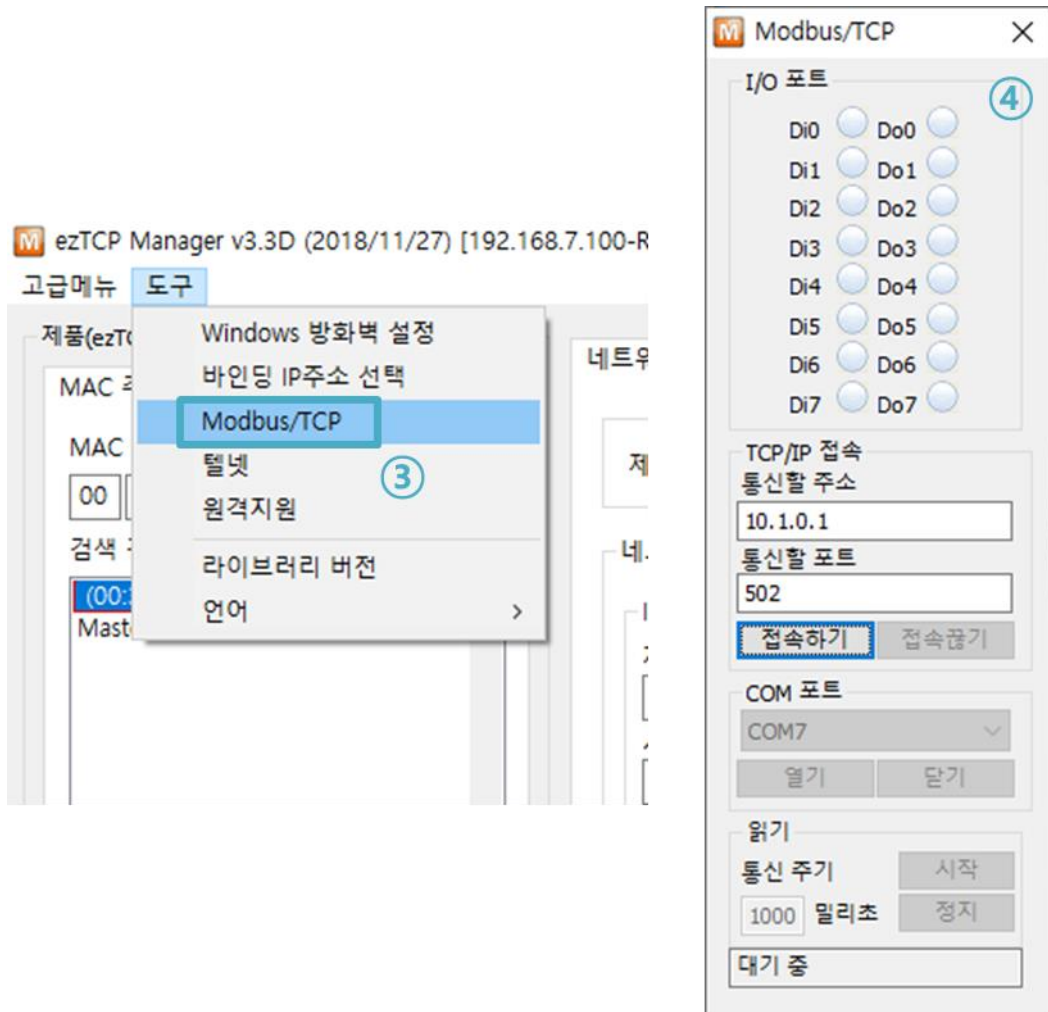 ezTCP Manager v3.3D (2018/11/27) [192.168.7.100-R
고급메뉴 도구
제품(ezT
MAC
MAC
00
검색
(00:
Mast
Windows 방화벽 설정
바인딩 IP주소 선택
Modbus/TCP
③
텔넷
원격지원
라이브러리 버전
언어 >
네트워
제
네.
Modbus/TCP
④
I/O 포트
Di0 Do0
Di1 Do1
Di2 Do2
Di3 Do3
Di4 Do4
Di5 Do5
Di6 Do6
Di7 Do7
TCP/IP 접속
통신할 주소
10.1.0.1
통신할 포트
502
접속하기 접속끊기
COM 포트
COM7
열기 닫기
읽기
통신 주기 시작
1000 밀리초 정지
대기 중